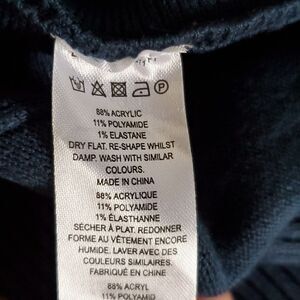 88% ACRYLIC
11% POLYAMIDE
1% ELASTANE
DRY FLAT. RE-SHAPE WHILST
DAMP. WASH WITH SIMILAR
COLOURS.
MADE IN CHINA
88% ACRYLIQUE
11% POLYAMIDE
1% ÉLASTHANNE
SÉCHER À PLAT. REDONNER
FORME AU VÊTEMENT ENCORE
HUMIDE. LAVER AVEC DES
COULEURS SIMILAIRES.
FABRIQUÉ EN CHINE
88% ACRYL